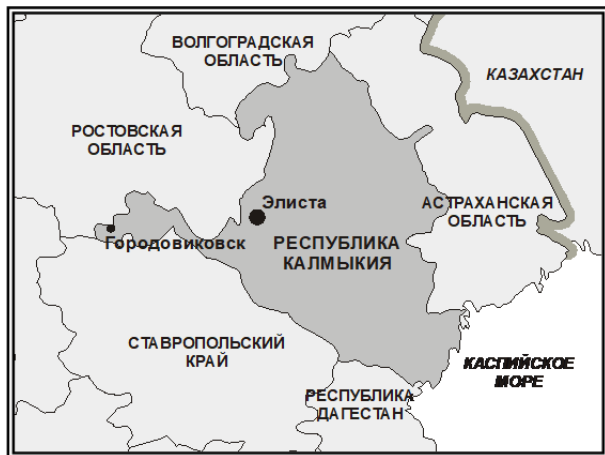 ВОЛГОГРАДСКАЯ
ОБЛАСТЬ
КАЗАХСТАН
РОСТОВСКАЯ
ОБЛАСТЬ
Элиста
АСТРАХАНСКАЯ
ОБЛАСТЬ
Городовиковск
РЕСПУБЛИКА
КАЛМЫКИЯ
СТАВРОПОЛЬСКИЙ
КРАЙ
КАСПИЙСКОЕ
МОРЕ
РЕСПУБЛИКА
ДАГЕСТАН